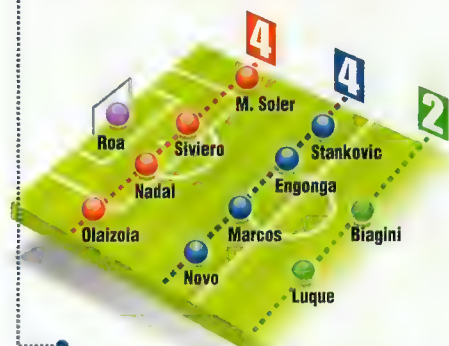 4
M. Soler
4
Roa
Siviero
Stankovic
2
Nadal
Engonga
Olaizola
Marcos
Biagini
Novo
Luque